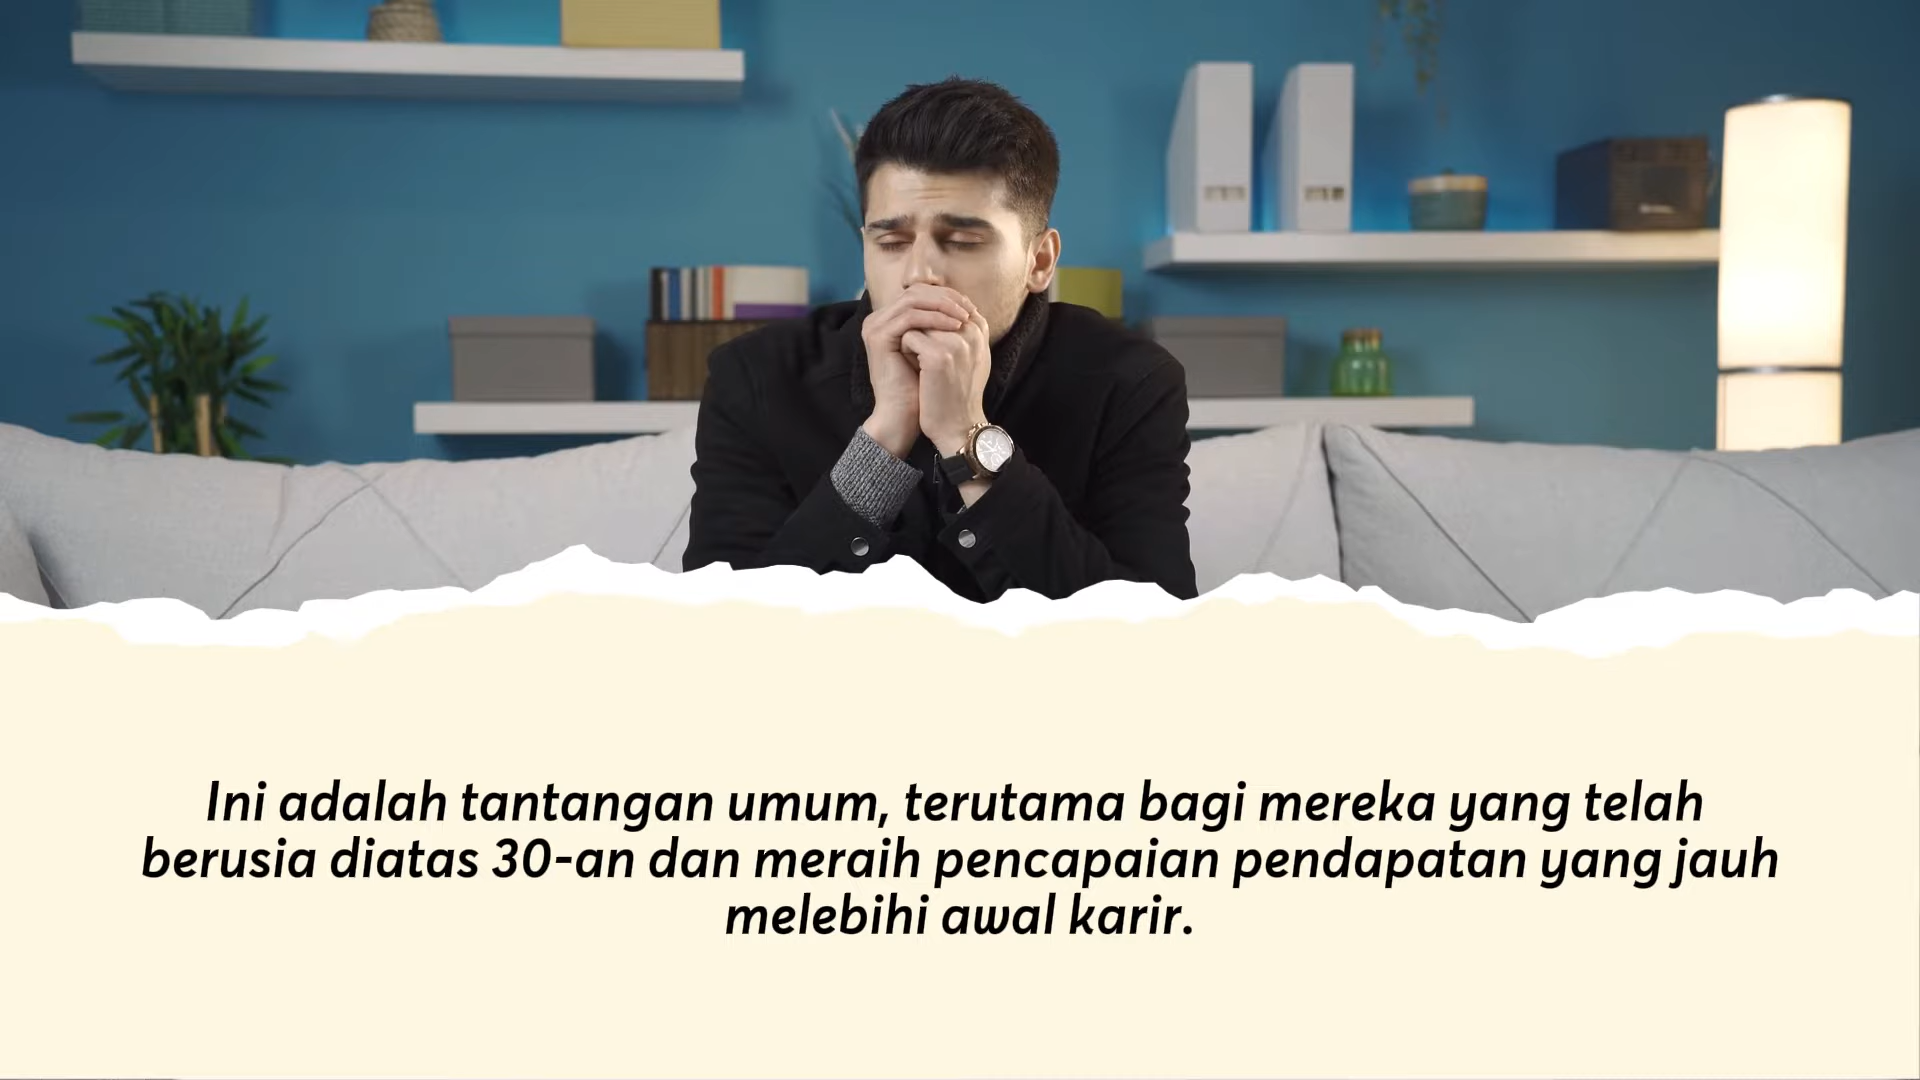 Ini adalah tantangan umum, terutama bagi mereka yang telah
berusia diatas 30-an dan meraih pencapaian pendapatan yang jauh
melebihi awal karir.